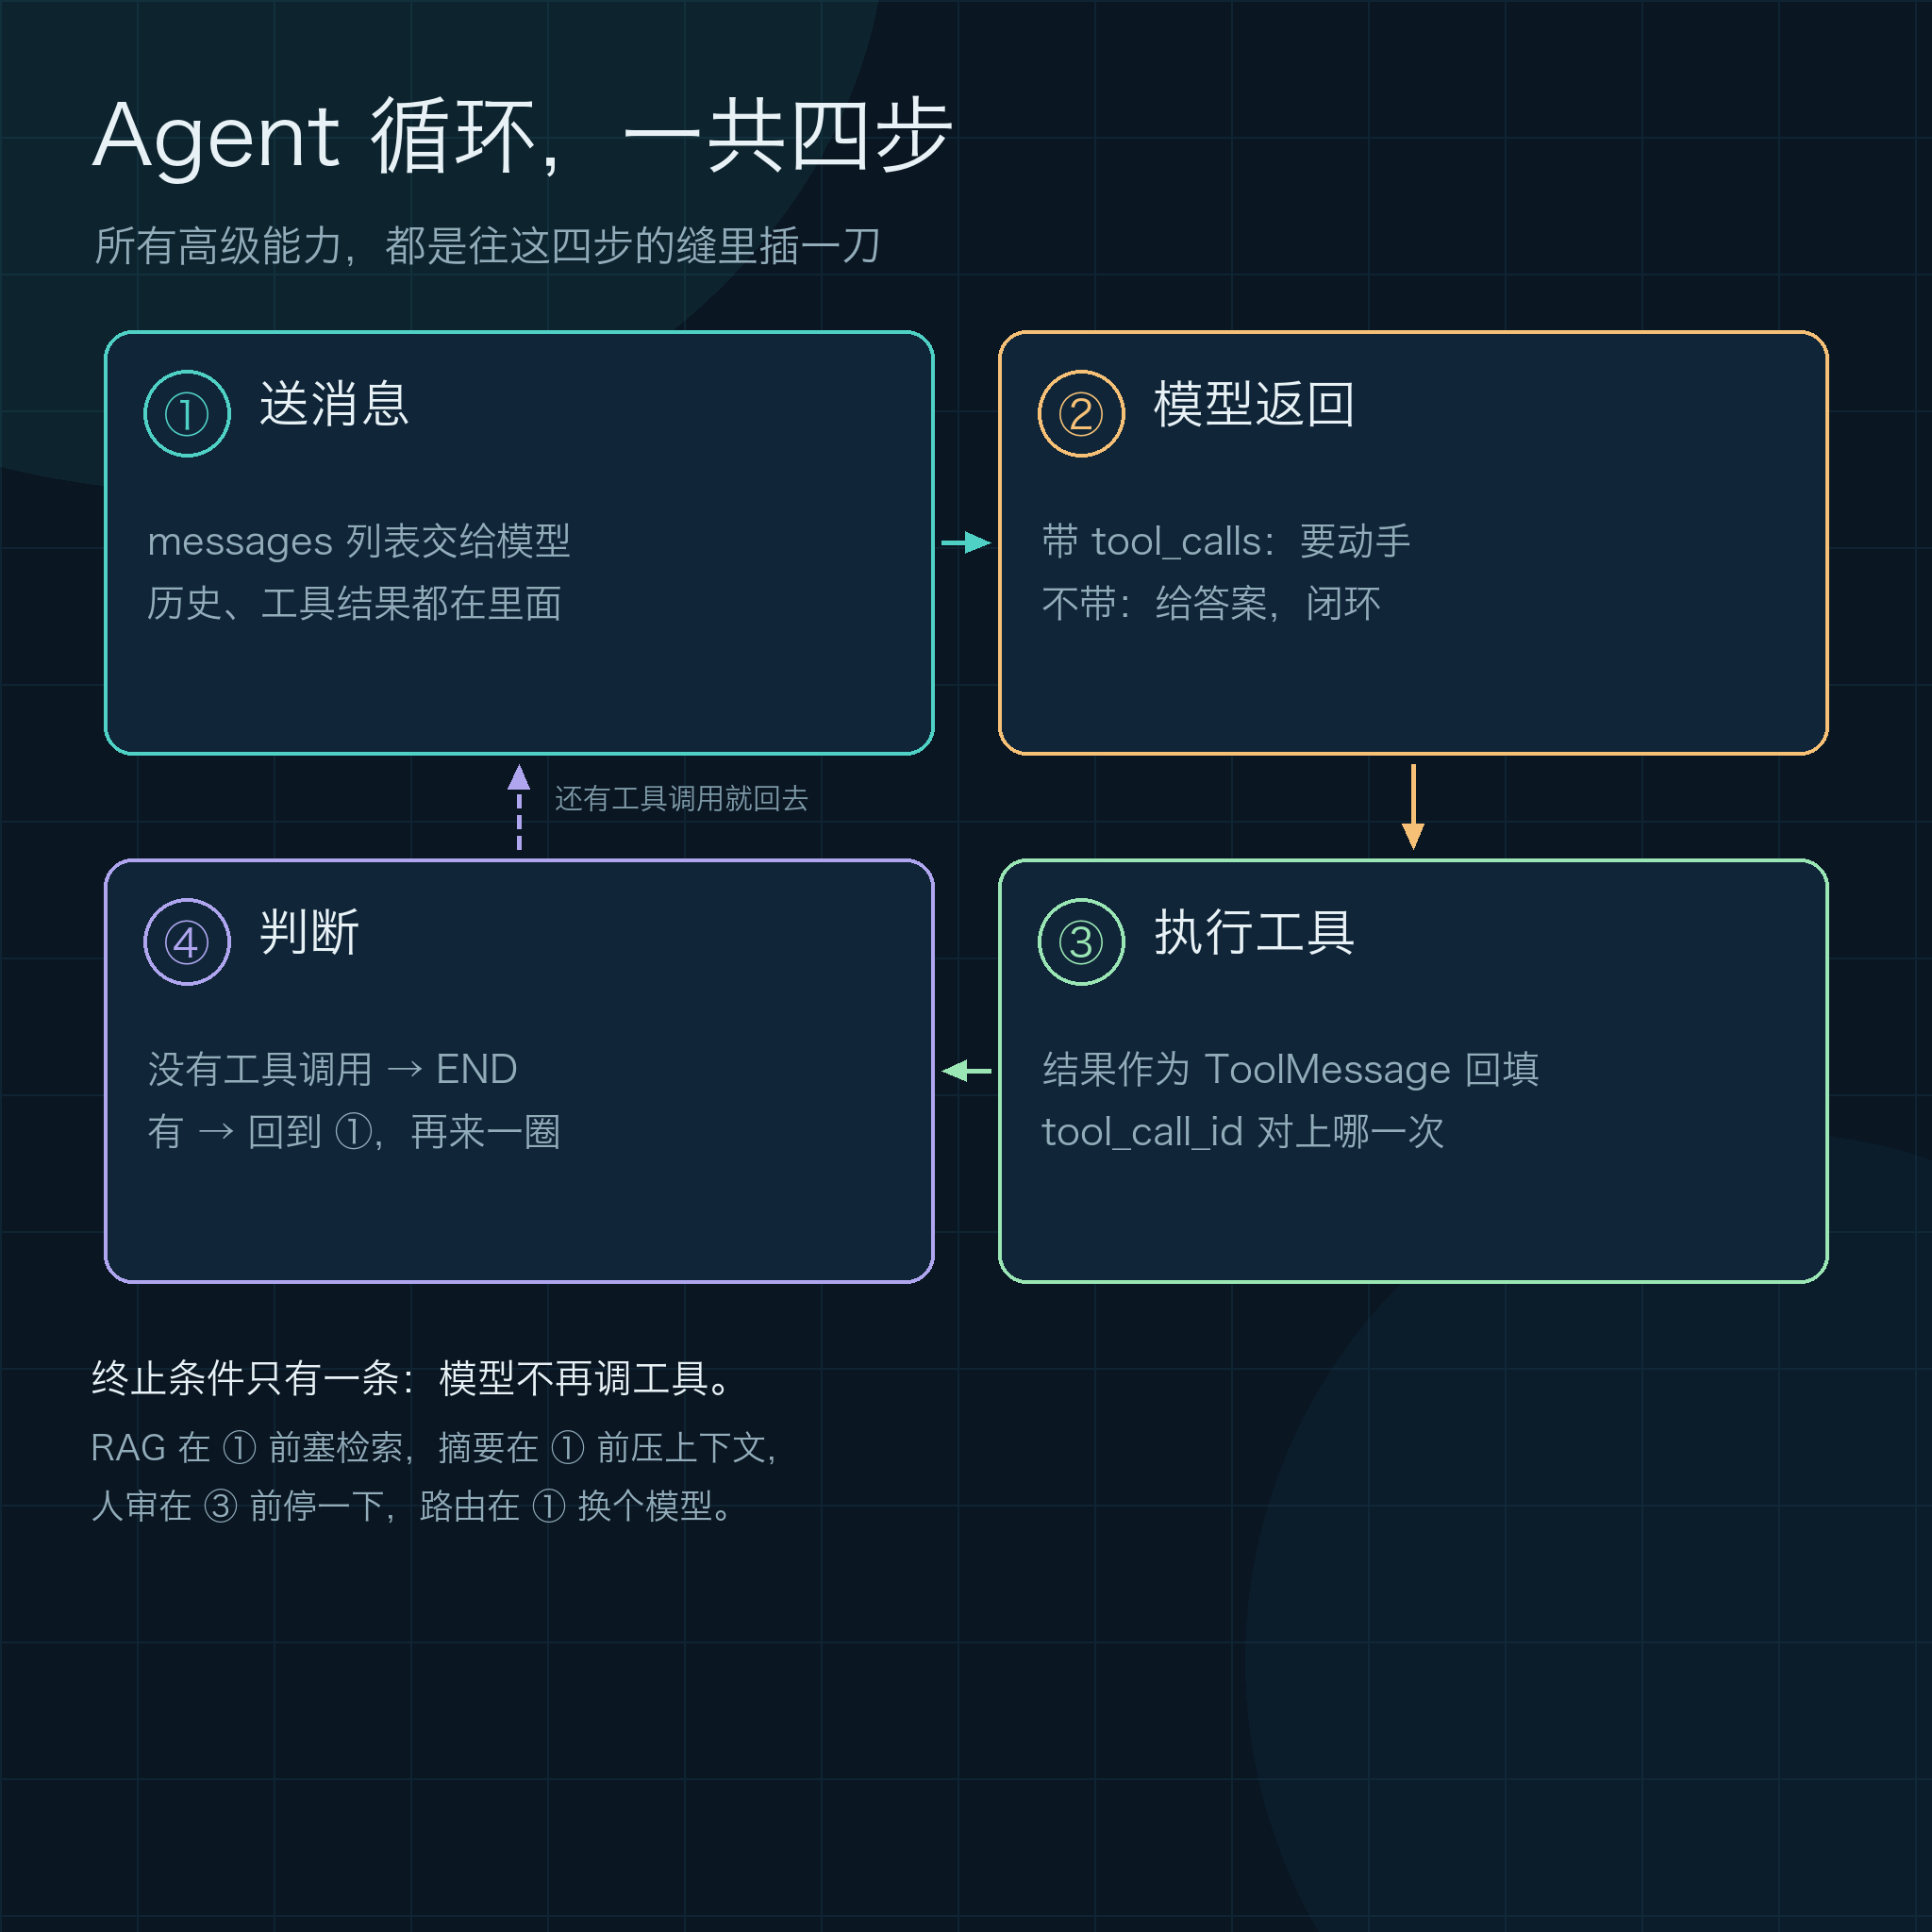 Agent 循环，一共四步
所有高级能力，都是往这四步的缝里插一刀
① 送消息
messages 列表交给模型
历史、工具结果都在里面
② 模型返回
带 tool_calls：要动手
不带：给答案，闭环
还有工具调用就回去
③ 执行工具
结果作为 ToolMessage 回填
tool_call_id 对上哪一次
④ 判断
没有工具调用 → END
有 → 回到 ①，再来一圈
终止条件只有一条：模型不再调工具。
RAG 在 ① 前塞检索，摘要在 ① 前压上下文，
人审在 ③ 前停一下，路由在 ① 换个模型。